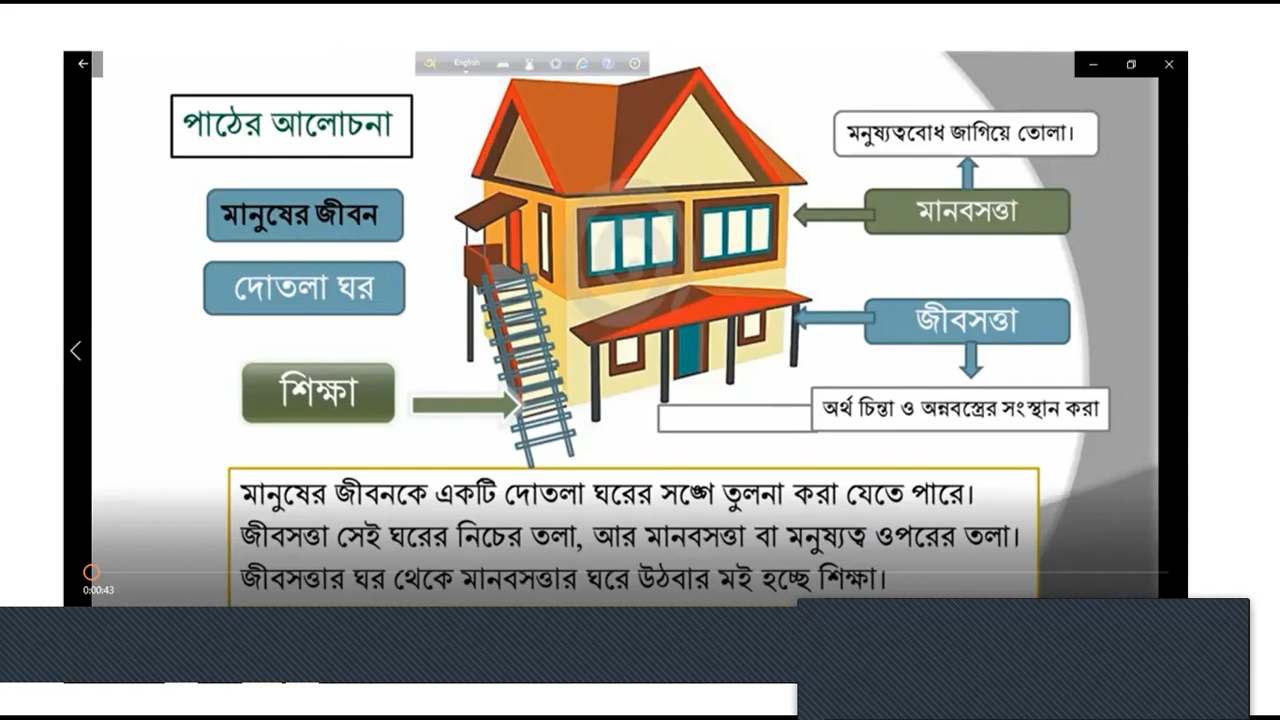 English
পাঠের আলোচনা
মনুষ্যত্ববোধ জাগিয়ে তোলা।
মানুষের জীবন
মানবসত্তা
দোতলা ঘর
জীবসত্তা
শিক্ষা
অর্থ চিন্তা ও অন্নবস্ত্রের সংস্থান করা
মানুষের জীবনকে একটি দোতলা ঘরের সঙ্গে তুলনা করা যেতে পারে।
জীবসত্তা সেই ঘরের নিচের তলা, আর মানবসত্তা বা মনুষ্যত্ব ওপরের তলা।
জীবসত্তার ঘর থেকে মানবসত্তার ঘরে উঠবার মই হচ্ছে শিক্ষা।
0:00:43